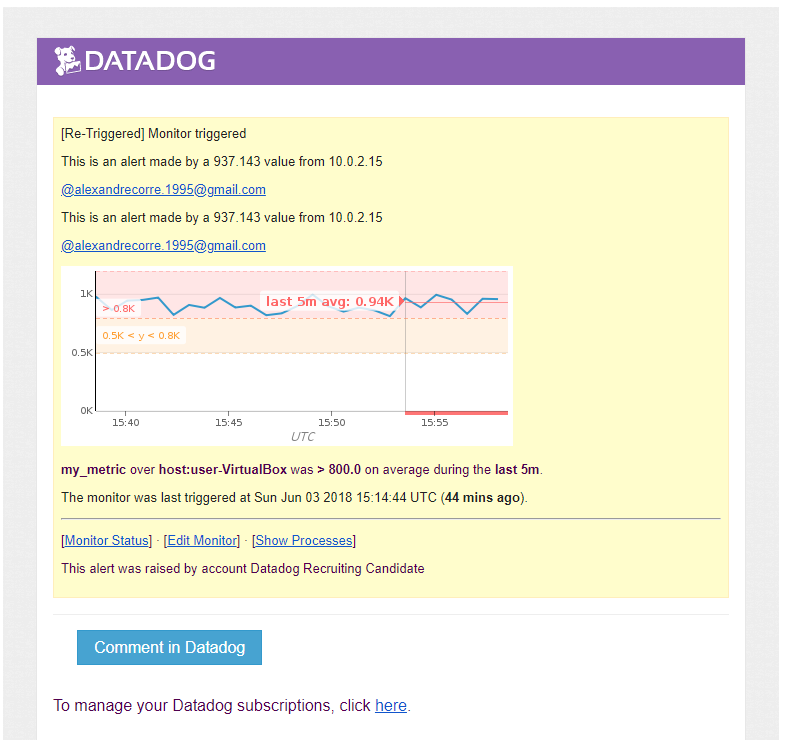 DATADOG
[Re-Triggered] Monitor triggered
This is an alert made by a 937.143 value from 10.0.2.15
@alexandrecorre.1995@gmail.com
This is an alert made by a 937.143 value from 10.0.2.15
@alexandrecorre.1995@gmail.com
1K
last 5m avg: 0.94K
> 0.8K
0.5K < y < 0.8K
0.5K
0K
15:40 15:45 15:50 15:55
UTC
my_metric over host:user-VirtualBox was > 800.0 on average during the last 5m.
The monitor was last triggered at Sun Jun 03 2018 15:14:44 UTC (44 mins ago).
[Monitor Status] · [Edit Monitor] · [Show Processes]
This alert was raised by account Datadog Recruiting Candidate
Comment in Datadog
To manage your Datadog subscriptions, click here.